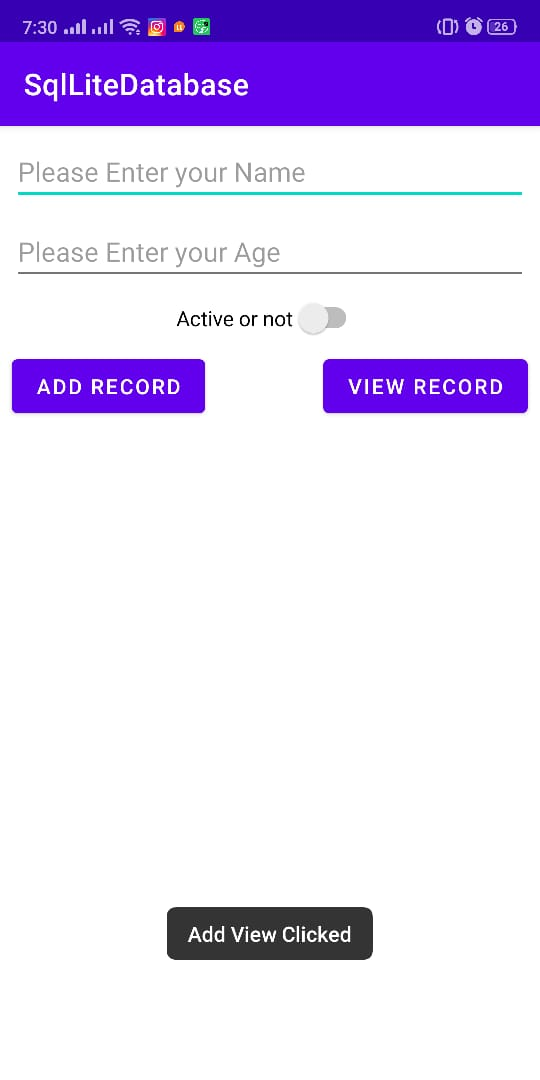 7:30 26
SqlLiteDatabase
Please Enter your Name
Please Enter your Age
Active or not
ADD RECORD VIEW RECORD
Add View Clicked